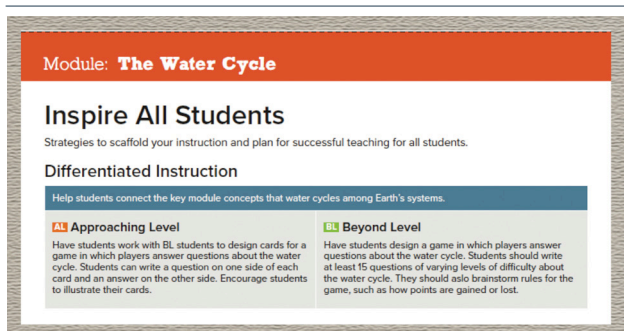 Module: The Water Cycle
Inspire All Students
Strategies to scaffold your instruction and plan for successful teaching for all students.
Differentiated Instruction
Help students connect the key module concepts that water cycles among Earth's systems.
AL Approaching Level
Have students work with BL students to design cards for a
game in which players answer questions about the water
cycle. Students can write a question on one side of each
card and an answer on the other side. Encourage students
to illustrate their cards.
BL Beyond Level
Have students design a game in which players answer
questions about the water cycle. Students should write
at least 15 questions of varying levels of difficulty about
the water cycle. They should aslo brainstorm rules for the
game, such as how points are gained or lost.